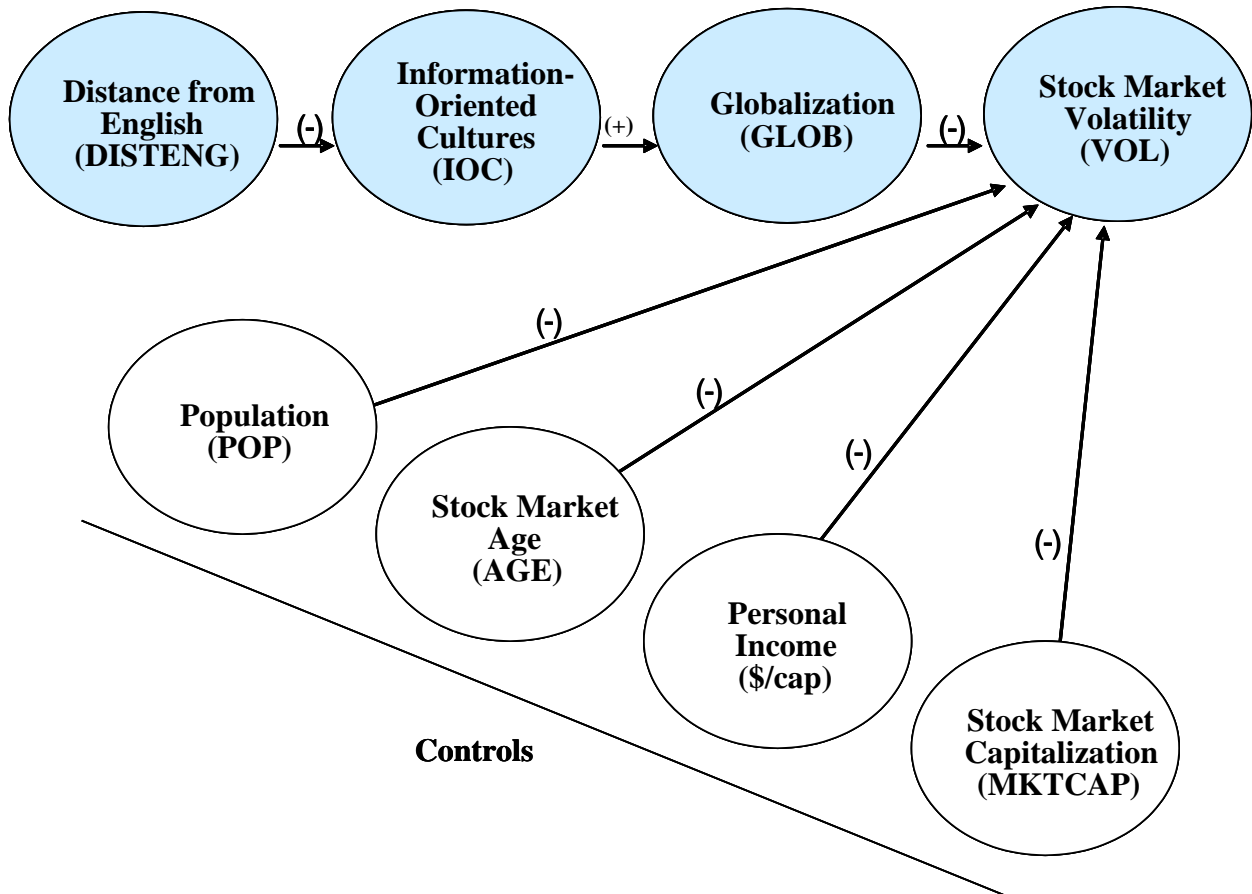 Distance from
English
(DISTENG)
(-)
Information-
Oriented
Cultures
(IOC)
(+)
Globalization
(GLOB)
(-)
Stock Market
Volatility
(VOL)
(-)
Population
(POP)
(-)
Stock Market
Age
(AGE)
(-)
Personal
Income
($/cap)
(-)
Stock Market
Capitalization
(MKTCAP)
Controls